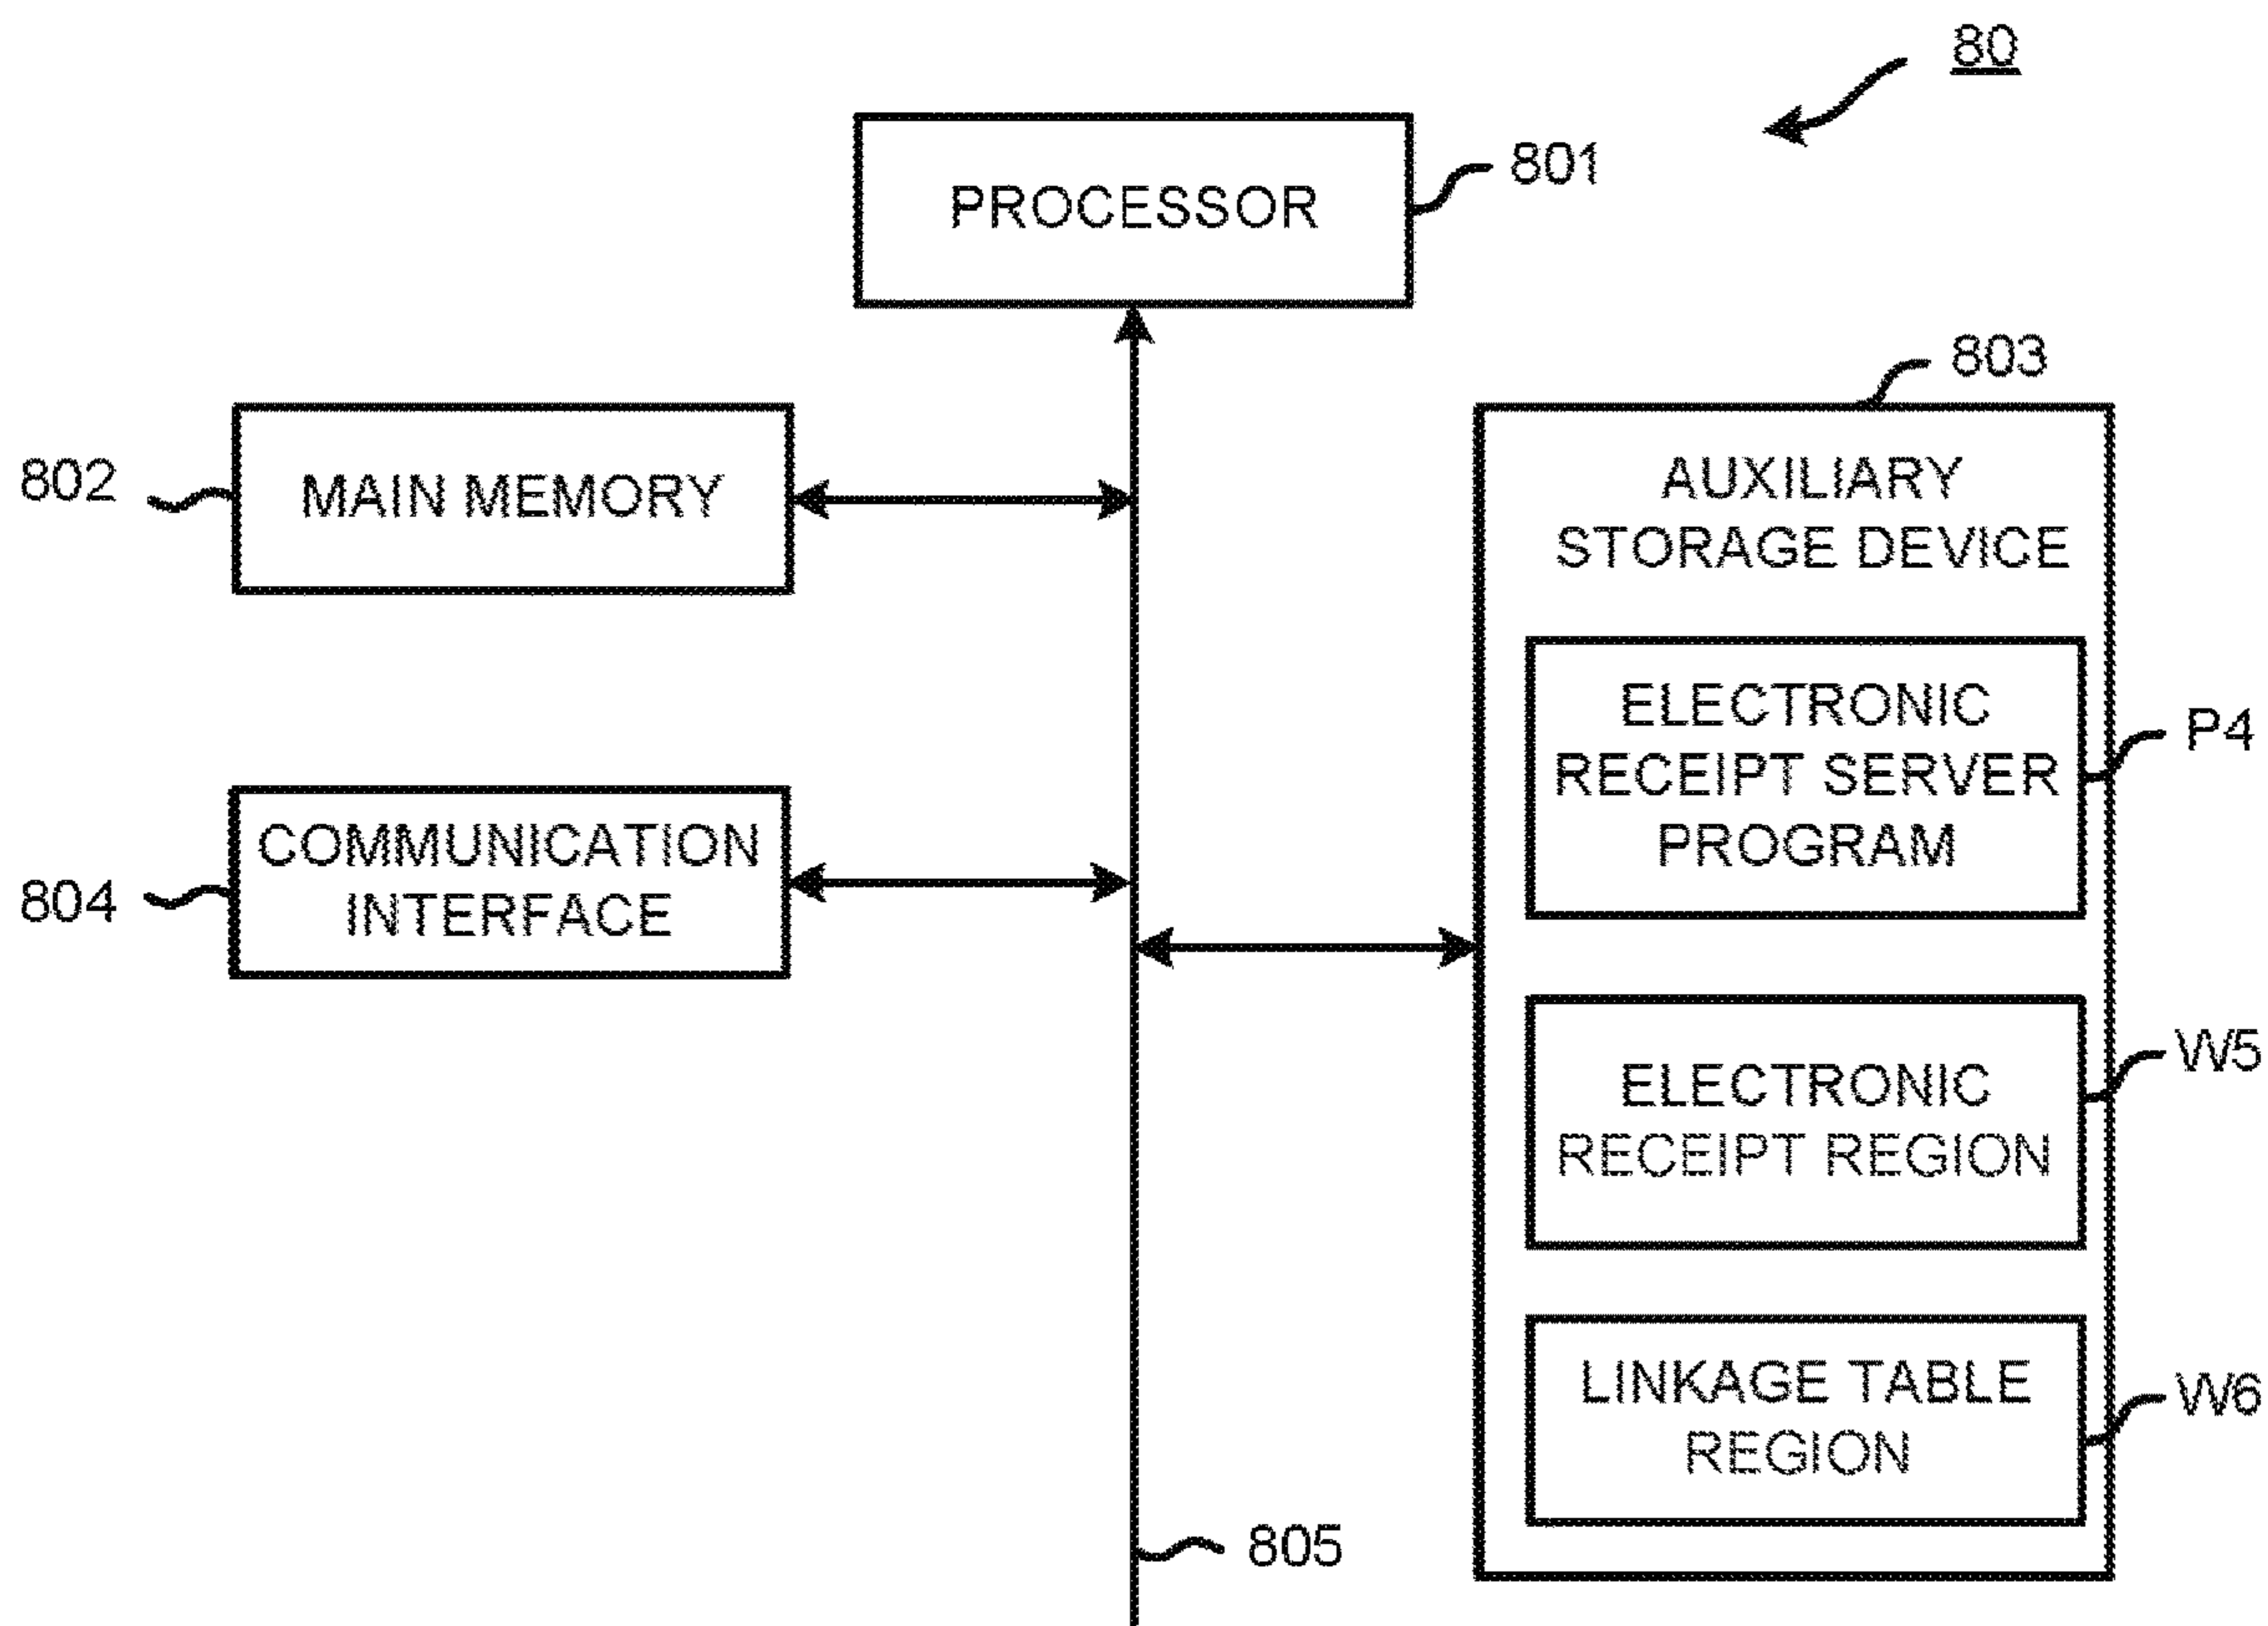 80
PROCESSOR
801
803
802
MAIN MEMORY
AUXILIARY
STORAGE DEVICE
ELECTRONIC
RECEIPT SERVER
PROGRAM
P4
804
COMMUNICATION
INTERFACE
ELECTRONIC
RECEIPT REGION
W5
LINKAGE TABLE
REGION
W6
805